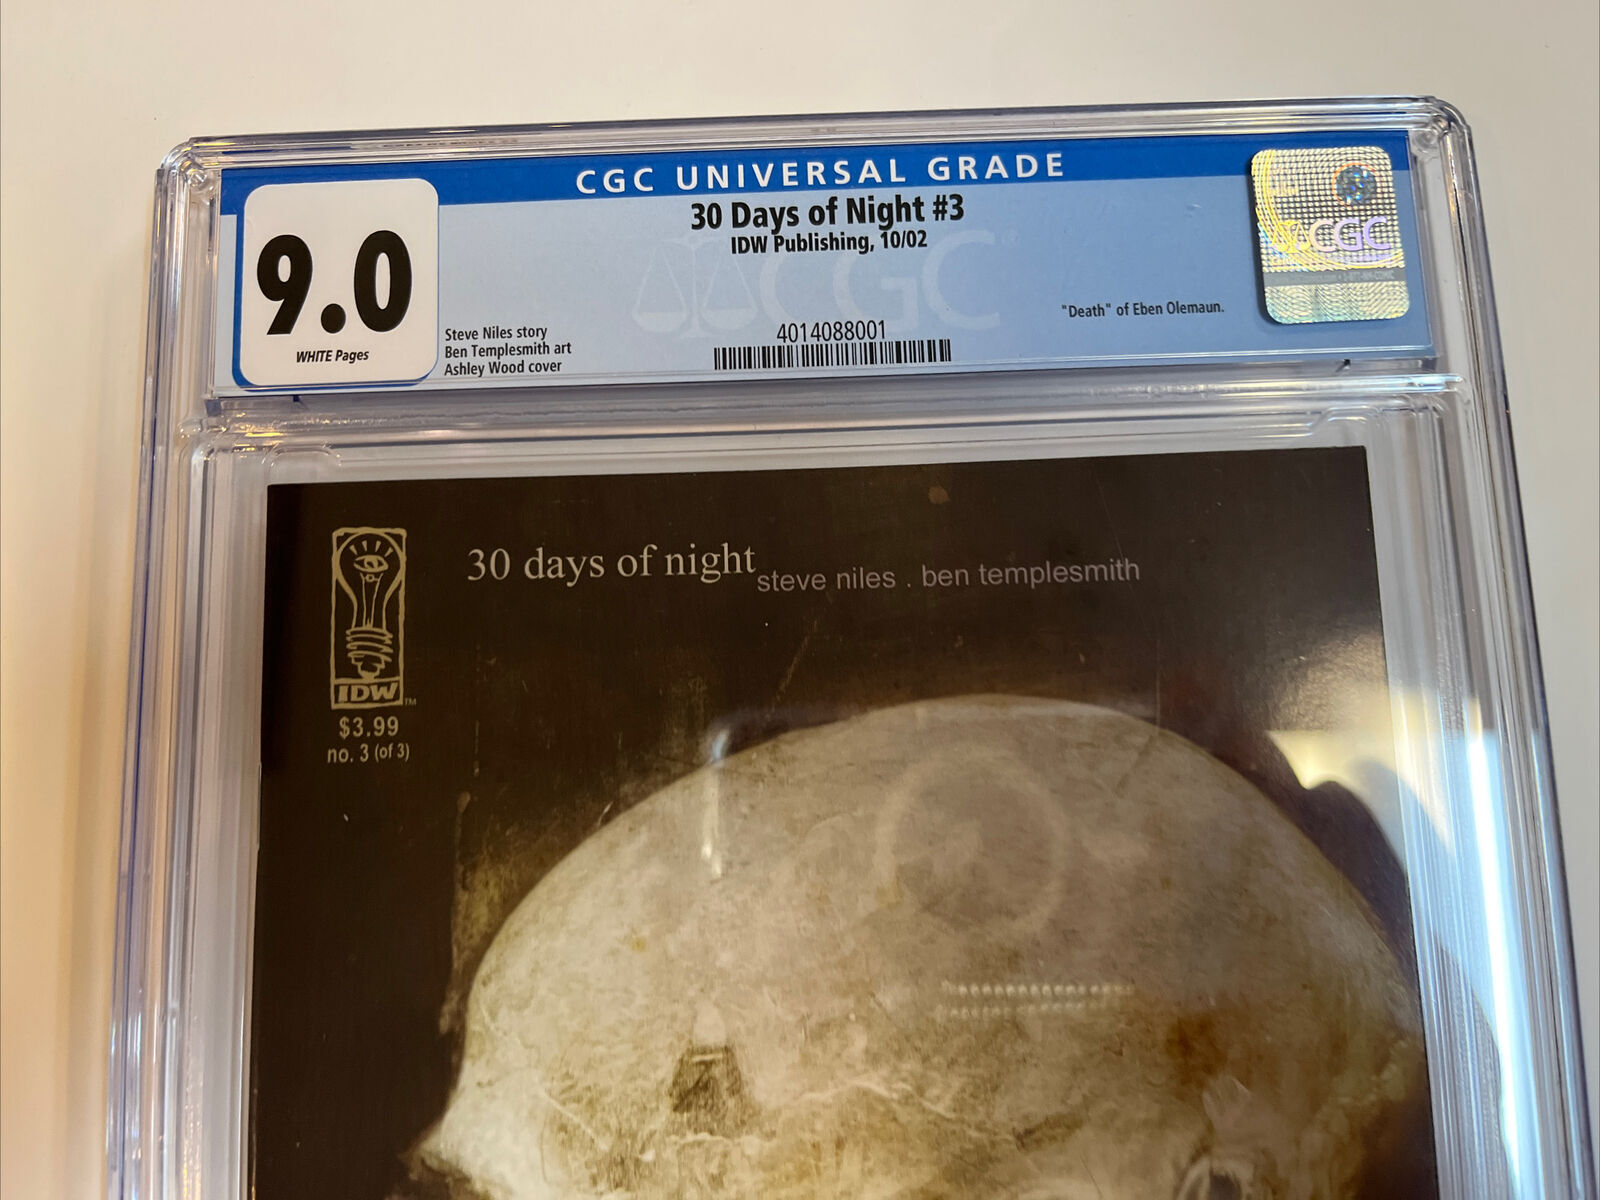 CGC UNIVERSAL GRADE
30 Days of Night #3
IDW Publishing, 10/02
9.0
WHITE Pages
Steve Niles story
Ben Templesmith art
Ashley Wood cover
4014088001
"Death" of Eben Olemaun.
CGC
CGC
30 days of night
steve niles . ben templesmith
IDW
TM
$3.99
no. 3 (of 3)